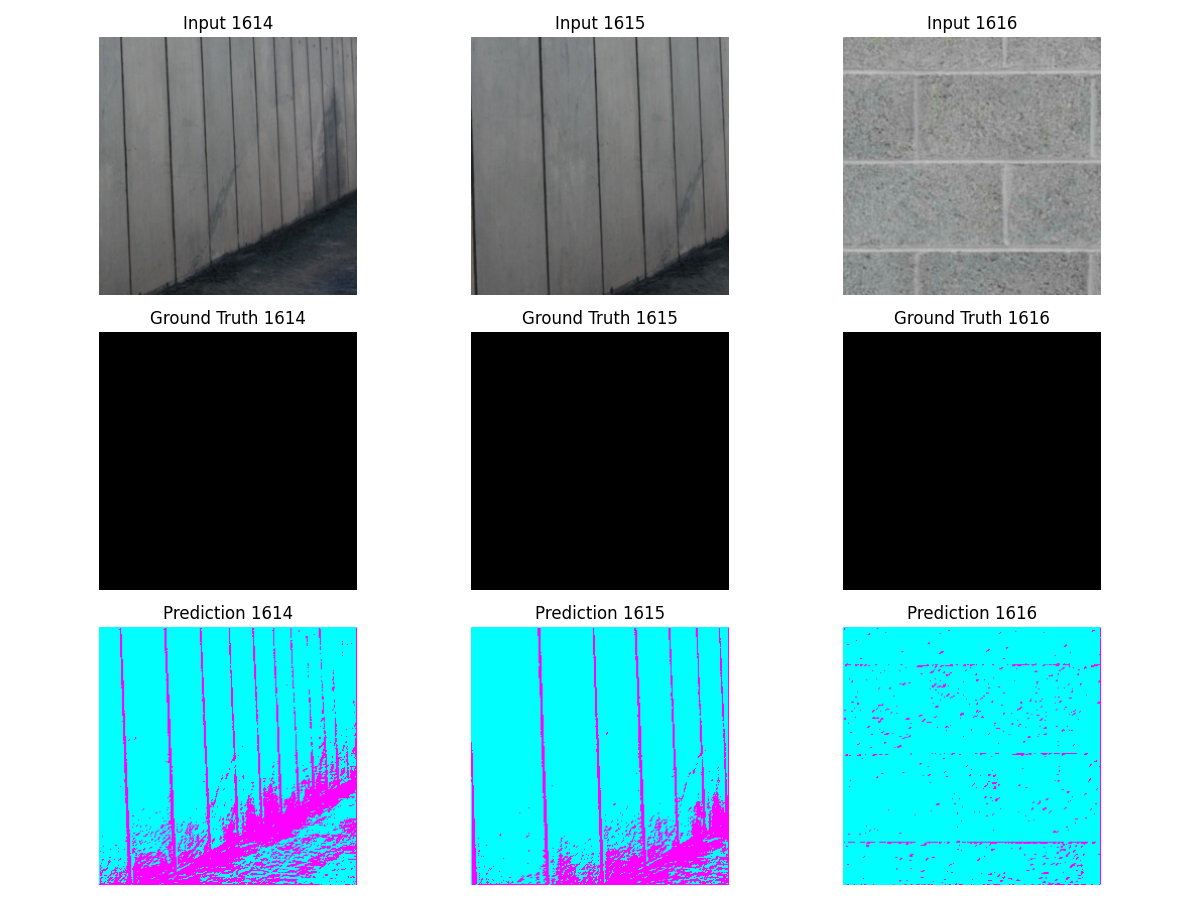 Input 1614
Input 1615
Input 1616
Ground Truth 1614
Ground Truth 1615
Ground Truth 1616
Prediction 1614
Prediction 1615
Prediction 1616